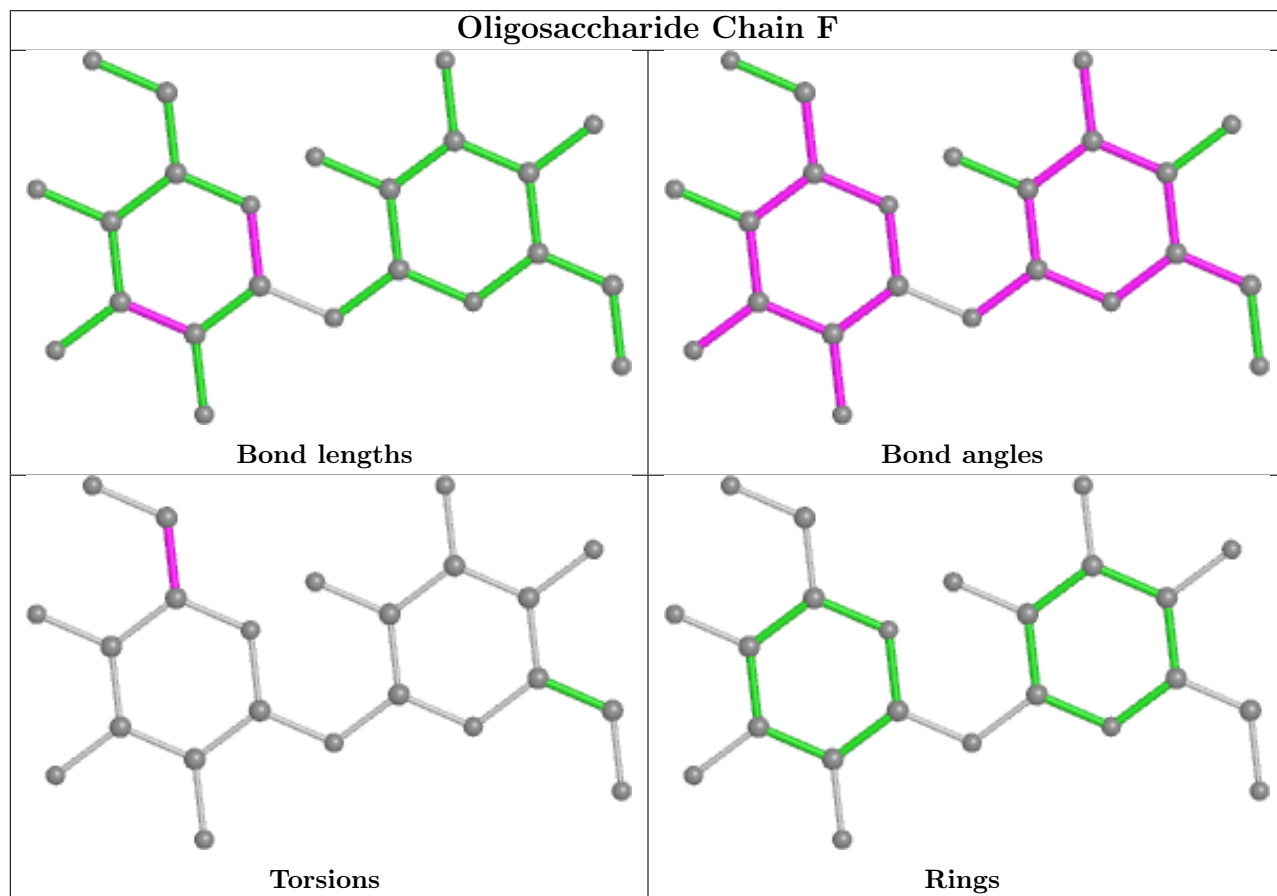 Oligosaccharide Chain F
Bond lengths
Bond angles
Torsions
Rings